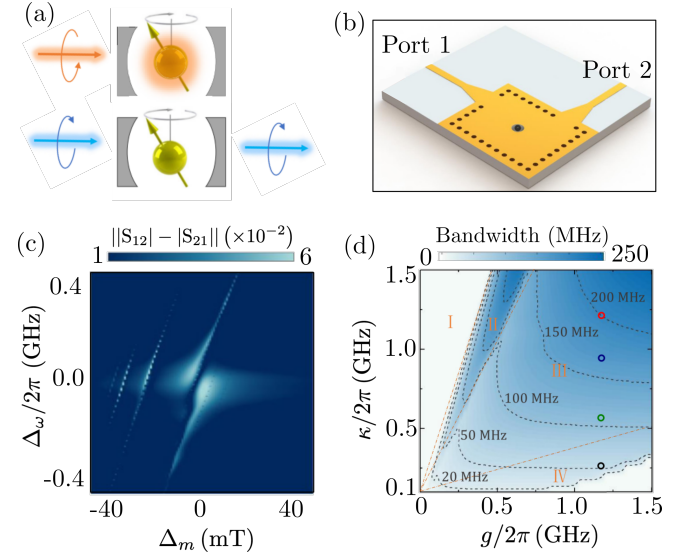 (a)
(b)
Port 1
Port 2
(c)
||S₁₂| − |S₂₁|| (×10⁻²)
1
6
0.4
0.0
-0.4
Δ_ω/2π (GHz)
-40
0
40
Δ_m (mT)
(d)
Bandwidth (MHz)
0
250
1.5
1.0
0.5
0.1
κ/2π (GHz)
I
II
III
IV
200 MHz
150 MHz
100 MHz
50 MHz
20 MHz
0
0.5
1.0
1.5
g/2π (GHz)